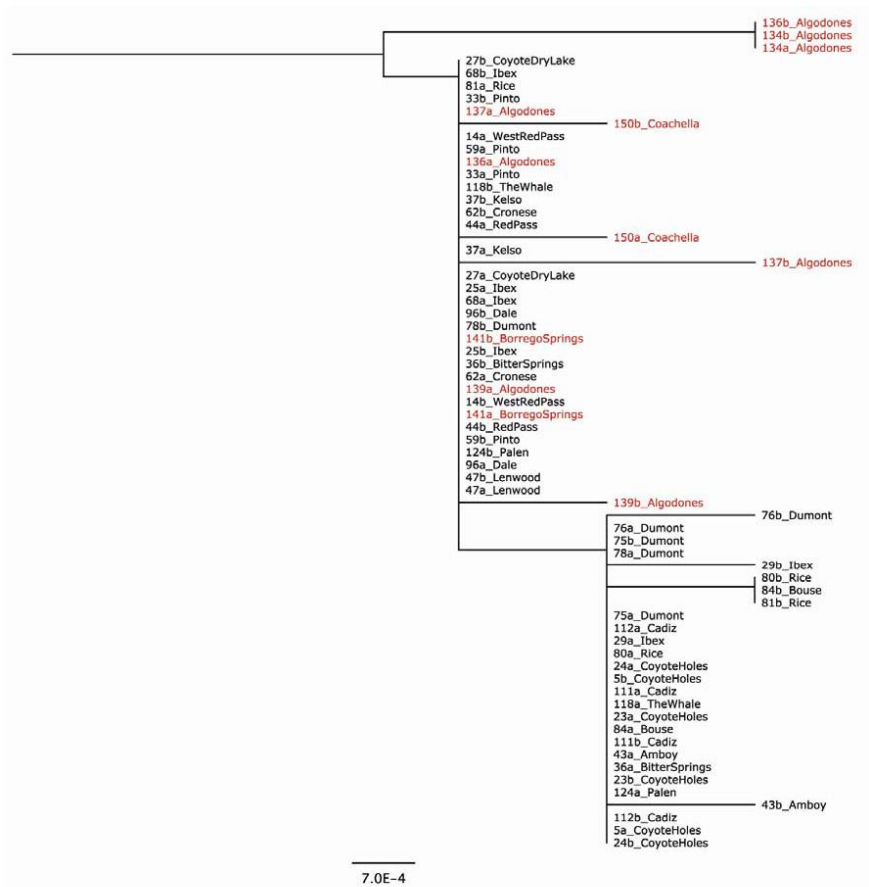 136b_Algodones
134b_Algodones
134a_Algodones
27b_CoyoteDryLake
68b_Ibex
81a_Rice
33b_Pinto
137a_Algodones
150b_Coachella
14a_WestRedPass
59a_Pinto
136a_Algodones
33a_Pinto
118b_TheWhale
37b_Kelso
62b_Cronese
44a_RedPass
150a_Coachella
37a_Kelso
137b_Algodones
27a_CoyoteDryLake
25a_Ibex
68a_Ibex
96b_Dale
78b_Dumont
141b_BorregoSprings
25b_Ibex
36b_BitterSprings
62a_Cronese
139a_Algodones
14b_WestRedPass
141a_BorregoSprings
44b_RedPass
59b_Pinto
124b_Palen
96a_Dale
47b_Lenwood
47a_Lenwood
139b_Algodones
76b_Dumont
76a_Dumont
75b_Dumont
78a_Dumont
29b_Ibex
80b_Rice
84b_Bouse
81b_Rice
75a_Dumont
112a_Cadiz
29a_Ibex
80a_Rice
24a_CoyoteHoles
5b_CoyoteHoles
111a_Cadiz
118a_TheWhale
23a_CoyoteHoles
84a_Bouse
111b_Cadiz
43a_Amboy
36a_BitterSprings
23b_CoyoteHoles
124a_Palen
43b_Amboy
112b_Cadiz
5a_CoyoteHoles
24b_CoyoteHoles
7.0E-4